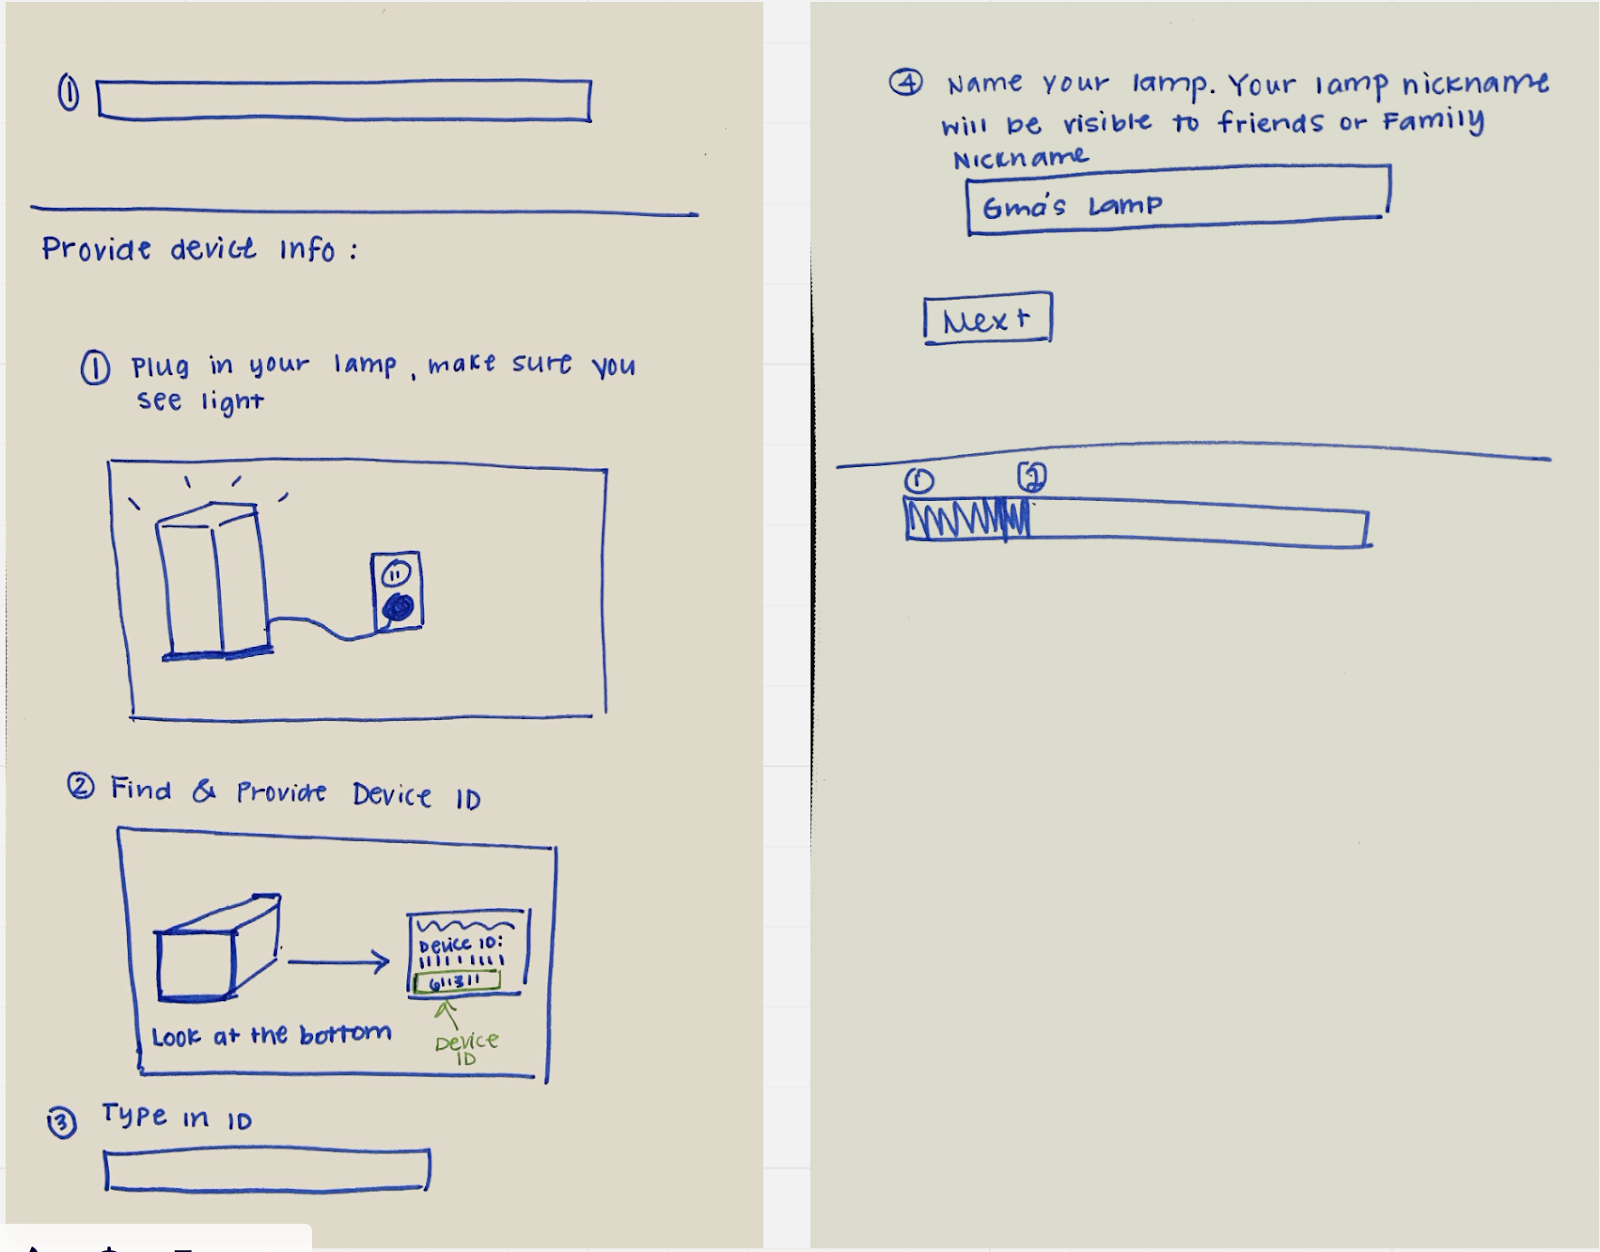 1
Provide device info:
1 Plug in your lamp, make sure you
see light
2 Find & Provide Device ID
Device ID:
611311
Look at the bottom
Device
ID
3 Type in ID
4 Name your lamp. Your lamp nickname
will be visible to friends or Family
Nickname
Gma's Lamp
Next
1 2